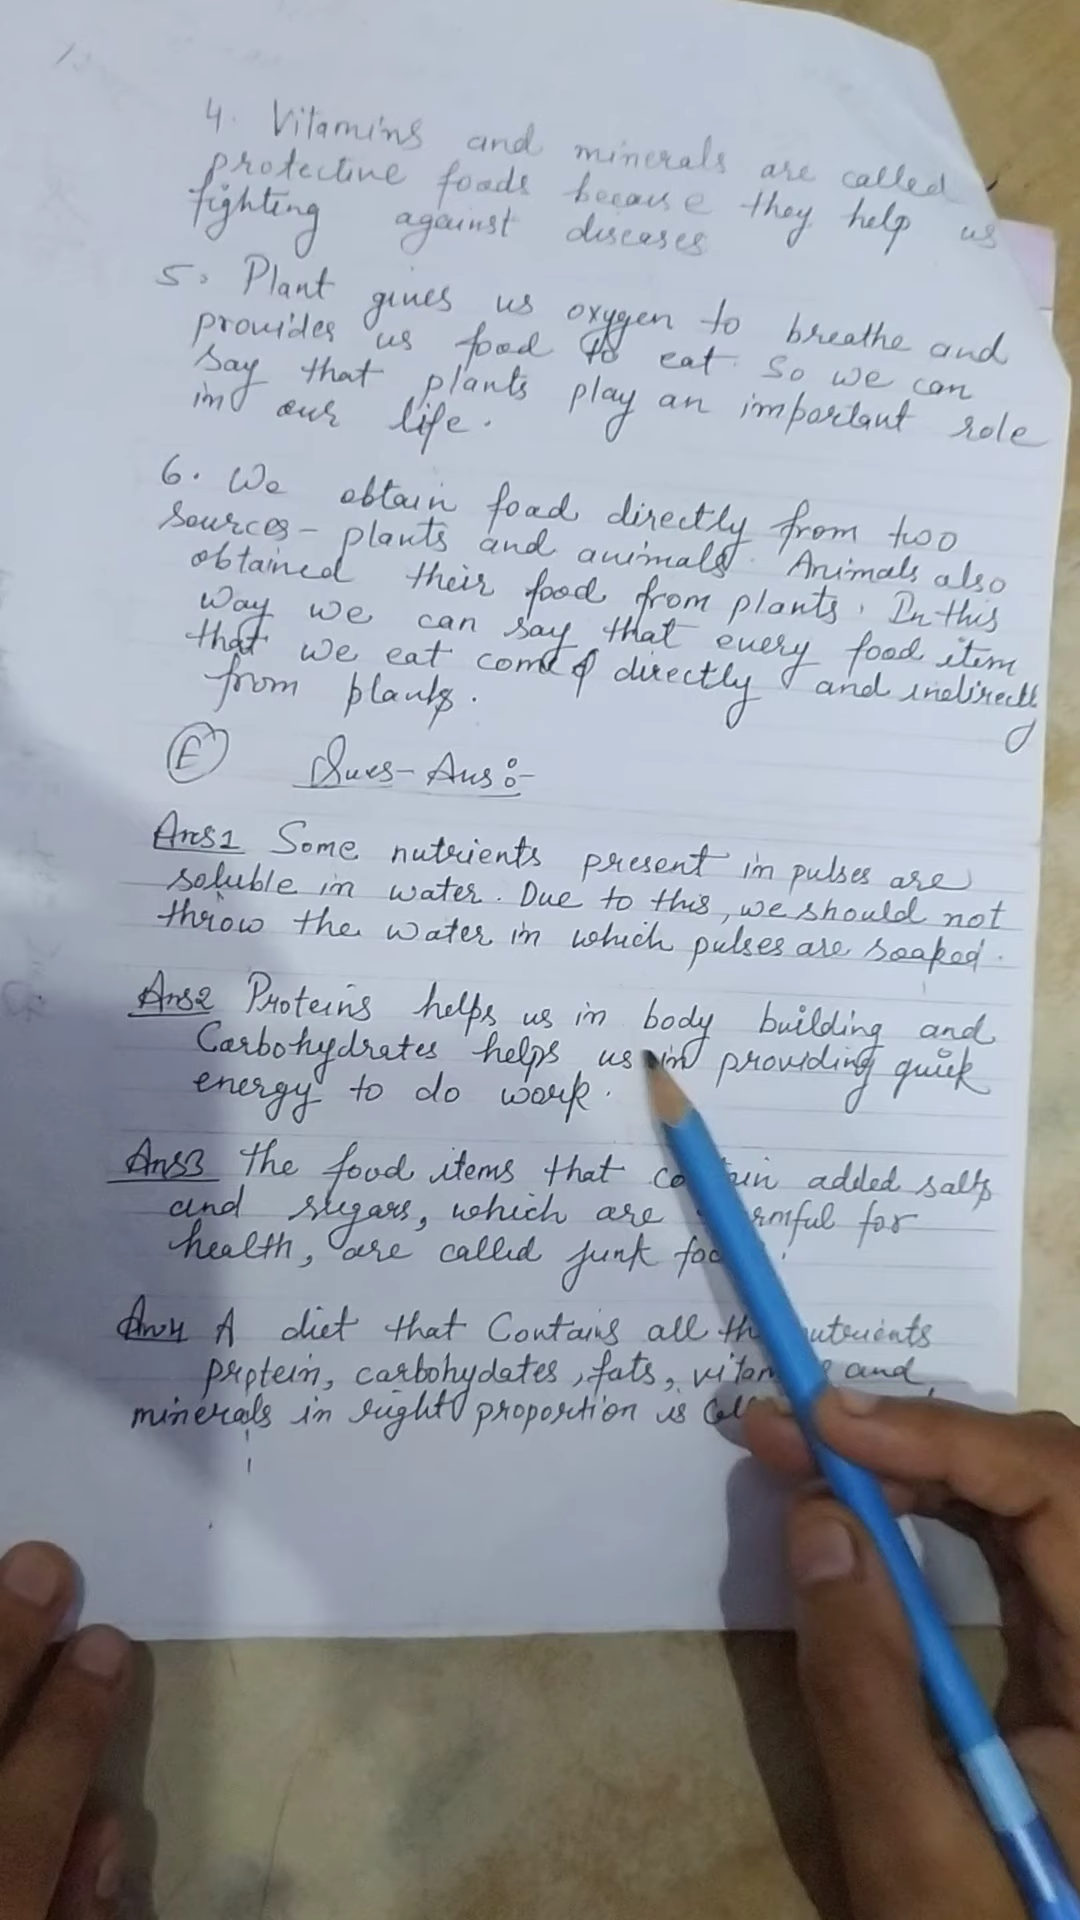 4. Vitamins and minerals are called
protective foods because they help us
fighting against diseases
5. Plant gives us oxygen to breathe and
provides us food to eat. So we can
say that plants play an important role
in our life.
6. We obtain food directly from two
sources - plants and animals. Animals also
obtained their food from plants. In this
way we can say that every food item
that we eat come directly and indirectly
from plants.
(F) Ques-Ans:-
Ans1 Some nutrients present in pulses are
soluble in water. Due to this, we should not
throw the water in which pulses are soaked.
Ans2 Proteins helps us in body building and
Carbohydrates helps us in providing quick
energy to do work.
Ans3 The food items that added salts
and sugars, which are for
health, are called junk
Ans4 A diet that Contains all
protein, carbohydates, fats, and
minerals in right proportion is